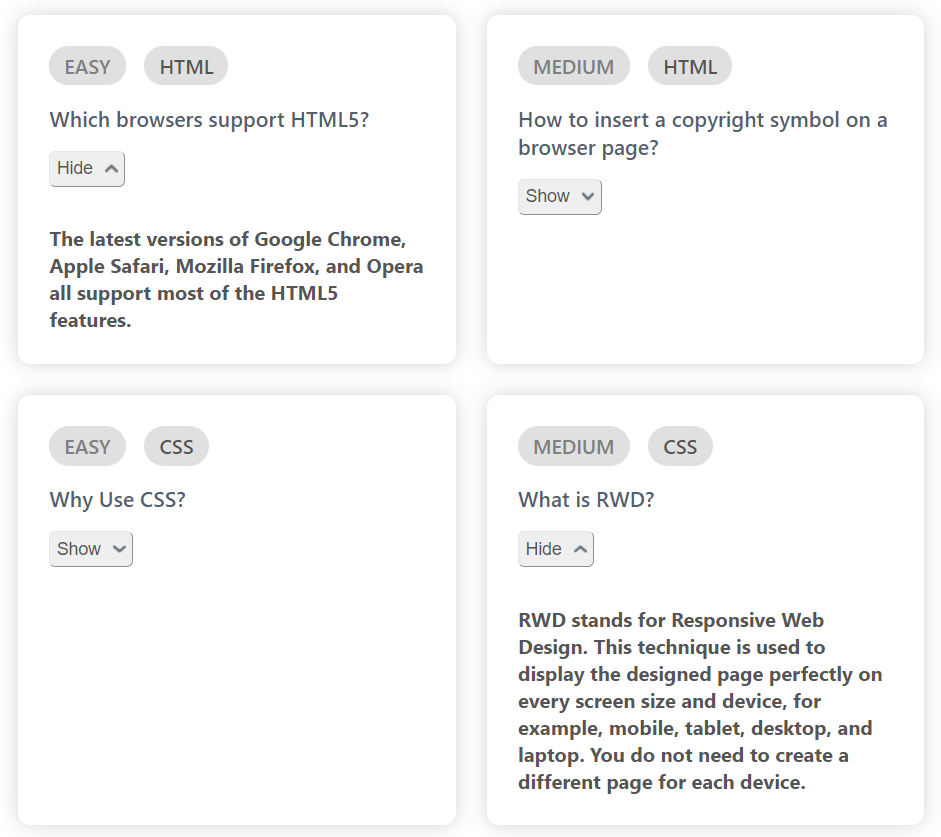 EASY HTML
Which browsers support HTML5?
Hide
The latest versions of Google Chrome,
Apple Safari, Mozilla Firefox, and Opera
all support most of the HTML5
features.
MEDIUM HTML
How to insert a copyright symbol on a
browser page?
Show
EASY CSS
Why Use CSS?
Show
MEDIUM CSS
What is RWD?
Hide
RWD stands for Responsive Web
Design. This technique is used to
display the designed page perfectly on
every screen size and device, for
example, mobile, tablet, desktop, and
laptop. You do not need to create a
different page for each device.